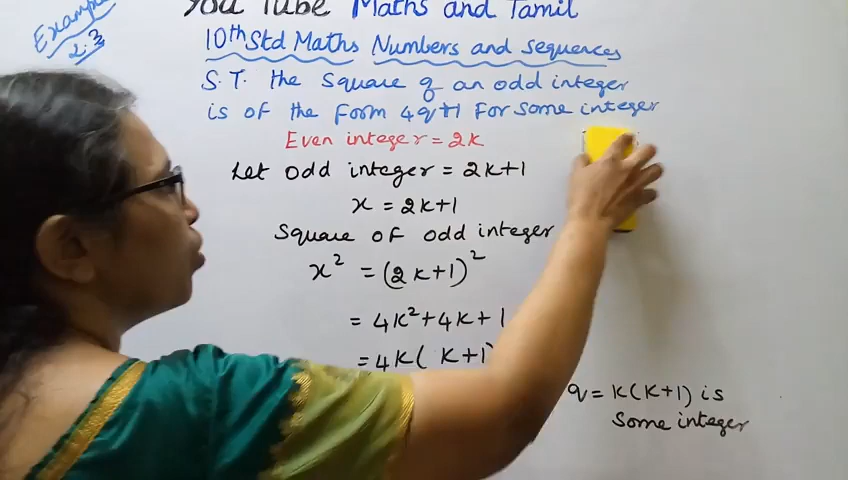 You Tube Maths and Tamil
Example 2.3
10th Std Maths Numbers and sequences
S.T. the square of an odd integer
is of the form 4q+1 for some integer
Even integer = 2k
Let odd integer = 2k+1
x = 2k+1
Square of odd integer
x² = (2k+1)²
= 4k²+4k+1
= 4k( k+1)
q = k(k+1) is
some integer